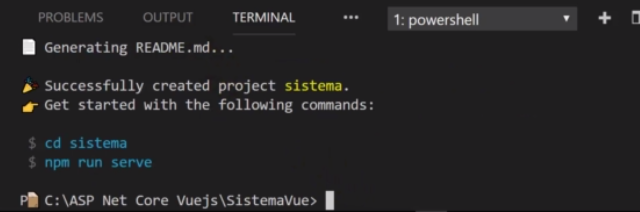 PROBLEMS OUTPUT TERMINAL ••• 1: powershell
Generating README.md...
Successfully created project sistema.
Get started with the following commands:
$ cd sistema
$ npm run serve
C:\ASP Net Core Vuejs\SistemaVue>